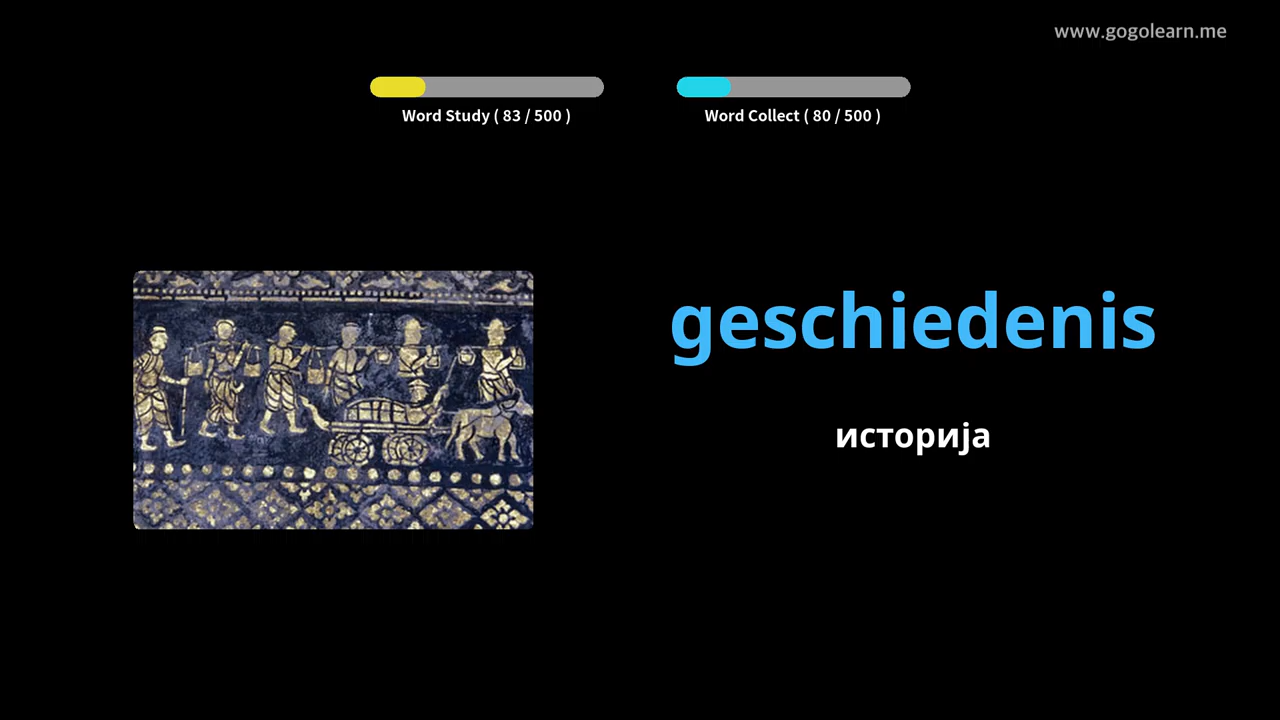 www.gogolearn.me
Word Study ( 83 / 500 )
Word Collect ( 80 / 500 )
geschiedenis
историја